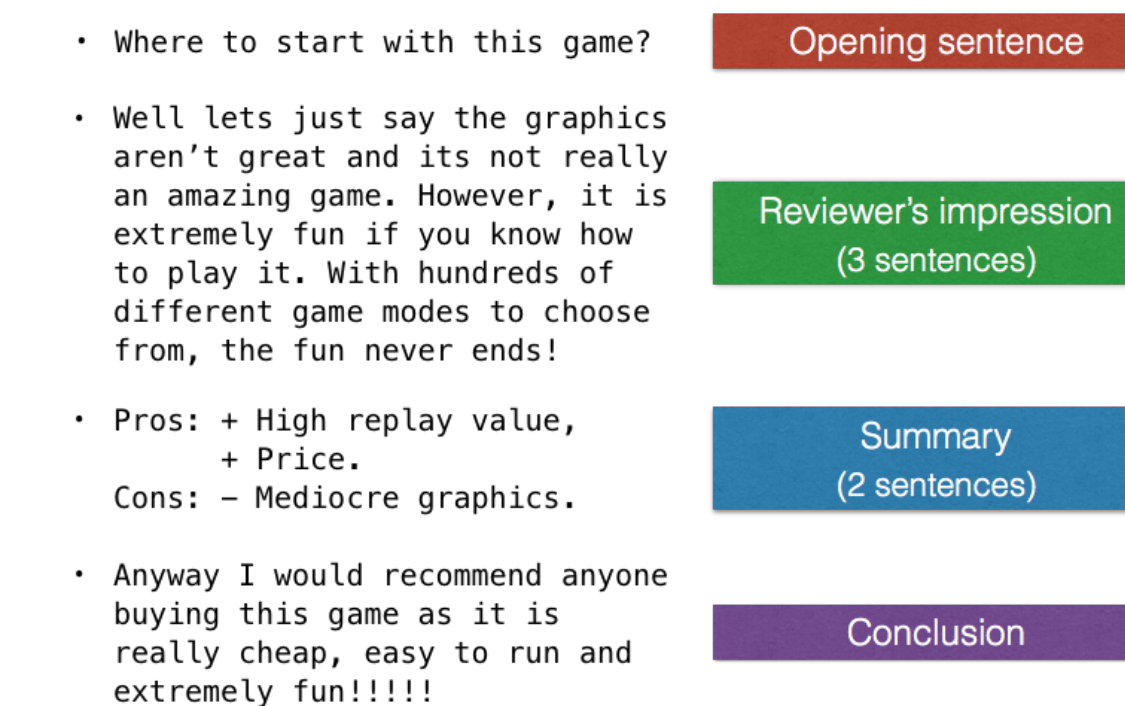 • Where to start with this game?
Opening sentence
• Well lets just say the graphics
aren’t great and its not really
an amazing game. However, it is
extremely fun if you know how
to play it. With hundreds of
different game modes to choose
from, the fun never ends!
Reviewer’s impression
(3 sentences)
• Pros: + High replay value,
+ Price.
Cons: – Mediocre graphics.
Summary
(2 sentences)
• Anyway I would recommend anyone
buying this game as it is
really cheap, easy to run and
extremely fun!!!!!
Conclusion